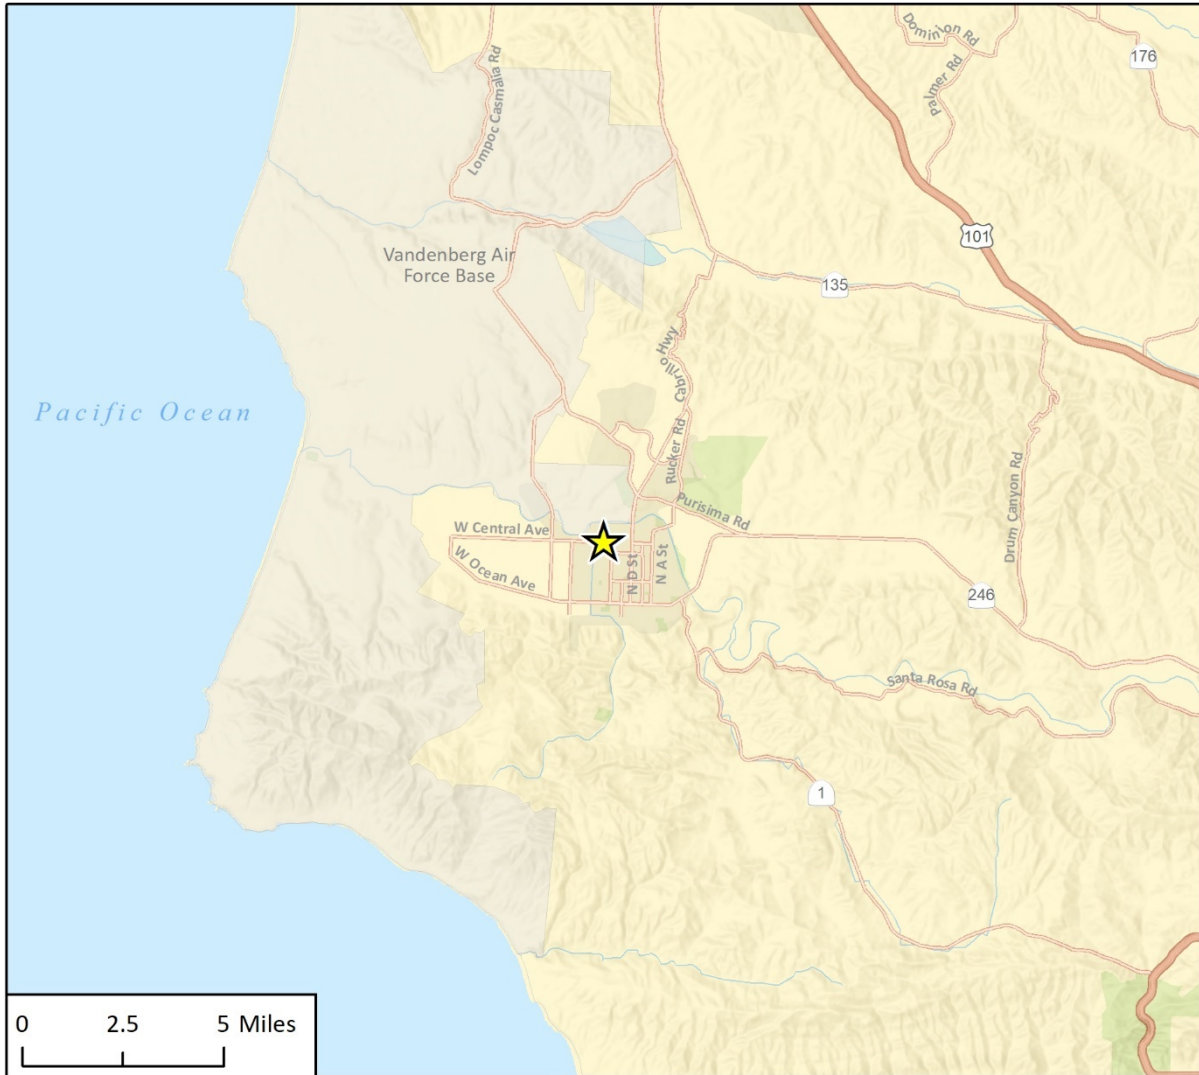 Dominion Rd
176
Palmer Rd
Lompoc Casmalia Rd
101
Vandenberg Air
Force Base
135
Cabrillo Hwy
Pacific Ocean
Rucker Rd
Drum Canyon Rd
Purisima Rd
W Central Ave
W Ocean Ave
N D St
N A St
246
Santa Rosa Rd
1
0 2.5 5 Miles